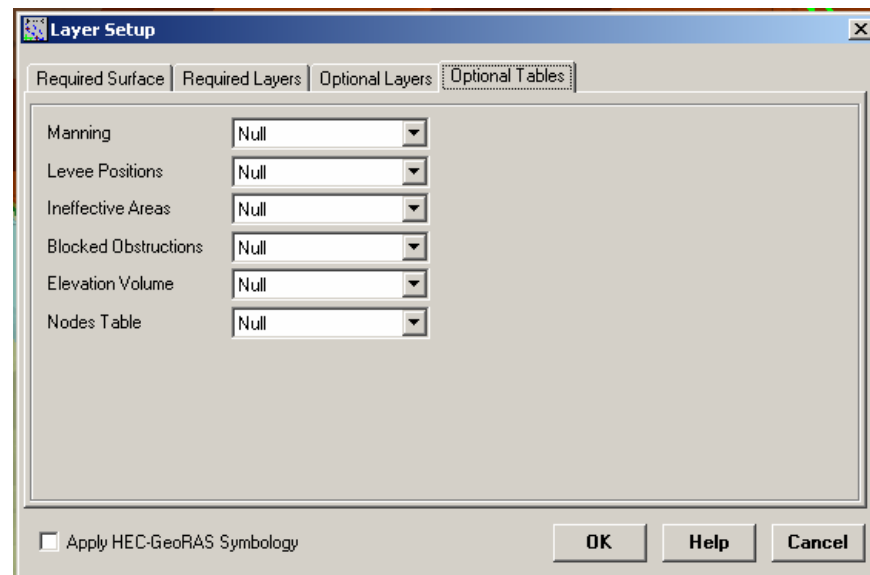 Layer Setup
Required Surface Required Layers Optional Layers Optional Tables
Manning Null
Levee Positions Null
Ineffective Areas Null
Blocked Obstructions Null
Elevation Volume Null
Nodes Table Null
Apply HEC-GeoRAS Symbology OK Help Cancel